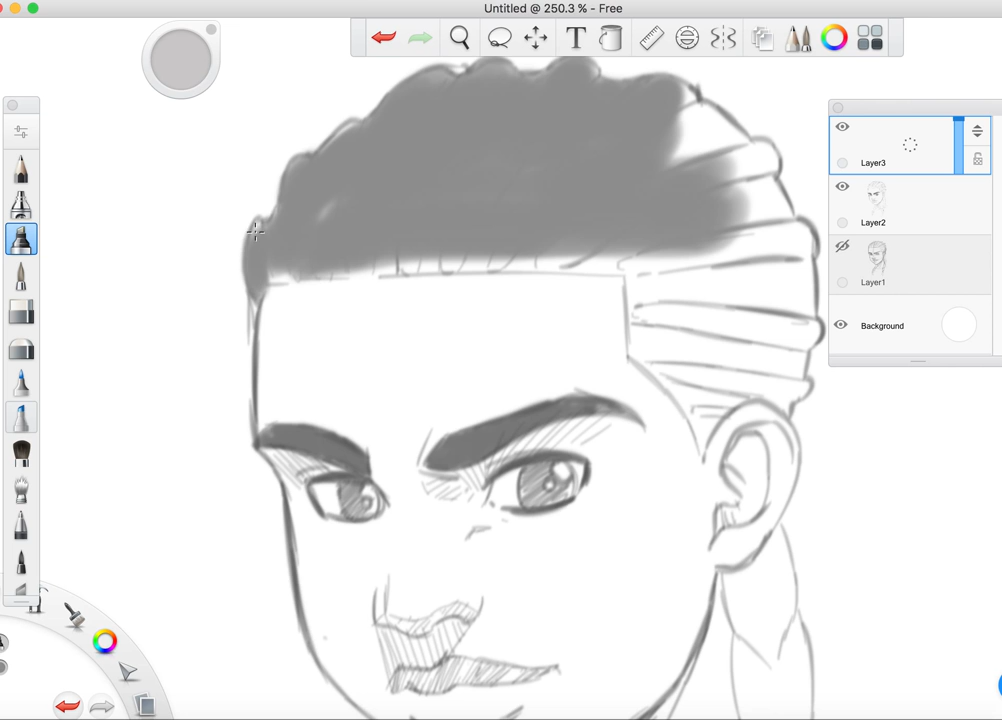 Untitled @ 250.3 % - Free
T
Layer3
Layer2
Layer1
Background